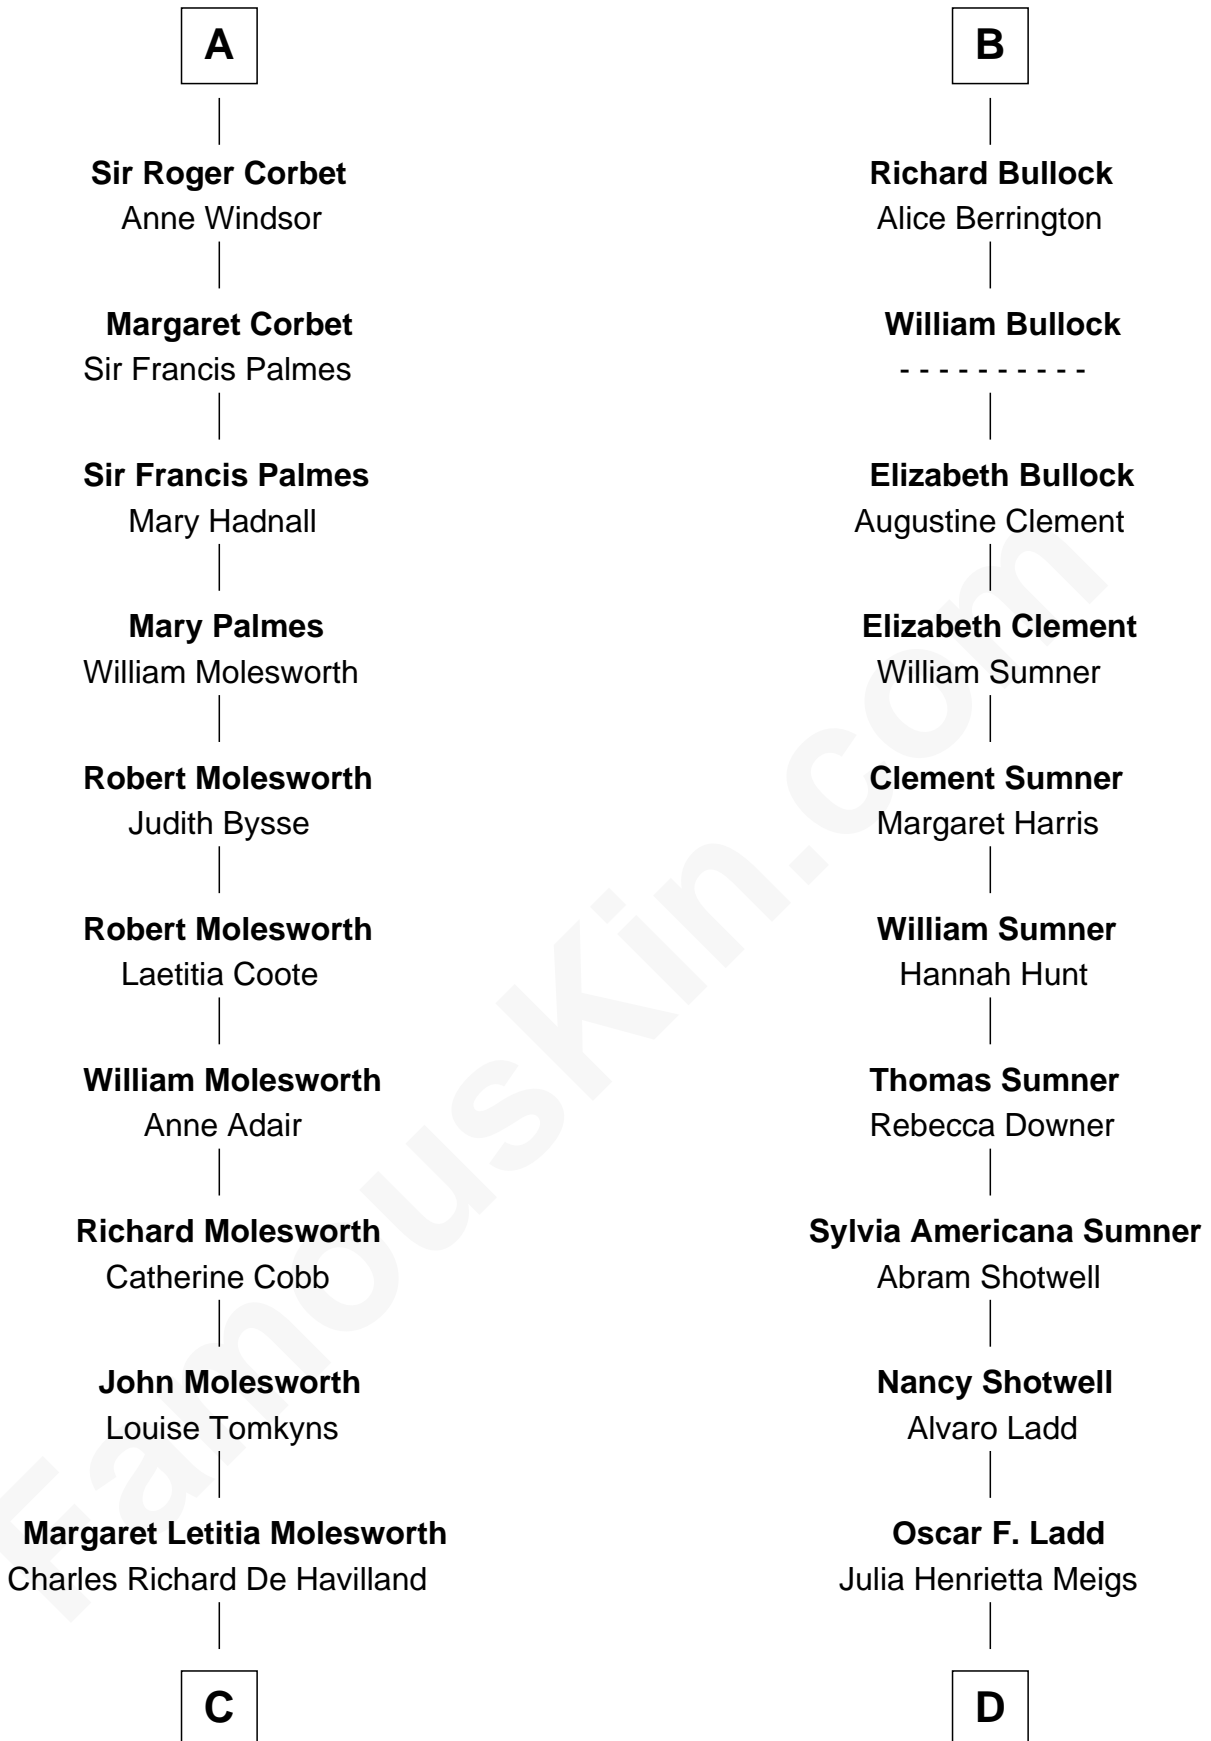 A
Sir Roger Corbet
Anne Windsor
Margaret Corbet
Sir Francis Palmes
Sir Francis Palmes
Mary Hadnall
Mary Palmes
William Molesworth
Robert Molesworth
Judith Bysse
Robert Molesworth
Laetitia Coote
William Molesworth
Anne Adair
Richard Molesworth
Catherine Cobb
John Molesworth
Louise Tomkyns
Margaret Letitia Molesworth
Charles Richard De Havilland
C
B
Richard Bullock
Alice Berrington
William Bullock
- - - - - - - - - -
Elizabeth Bullock
Augustine Clement
Elizabeth Clement
William Sumner
Clement Sumner
Margaret Harris
William Sumner
Hannah Hunt
Thomas Sumner
Rebecca Downer
Sylvia Americana Sumner
Abram Shotwell
Nancy Shotwell
Alvaro Ladd
Oscar F. Ladd
Julia Henrietta Meigs
D
FamousKin.com